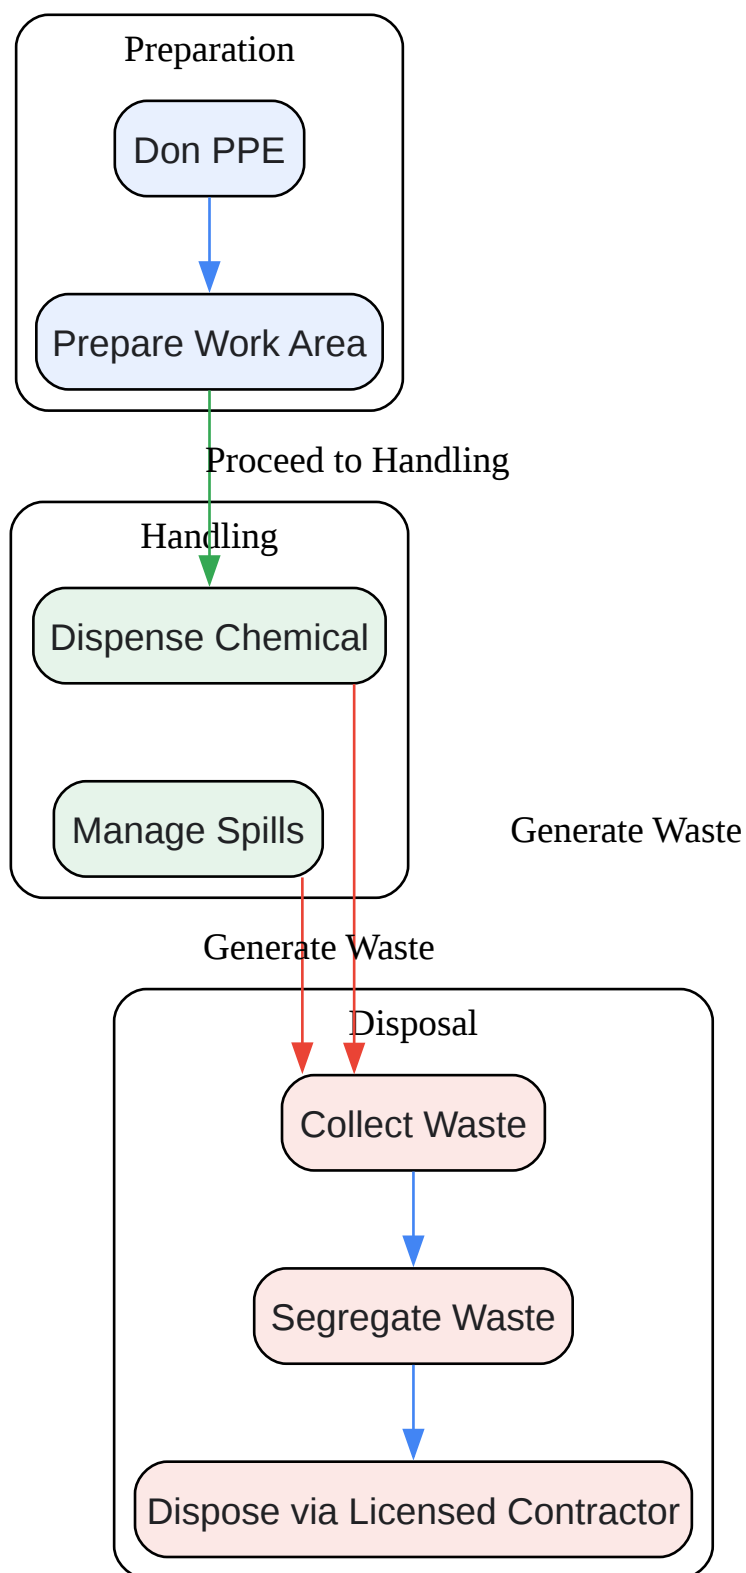 Preparation
Don PPE
Prepare Work Area
Proceed to Handling
Handling
Dispense Chemical
Manage Spills
Generate Waste
Generate Waste
Disposal
Collect Waste
Segregate Waste
Dispose via Licensed Contractor